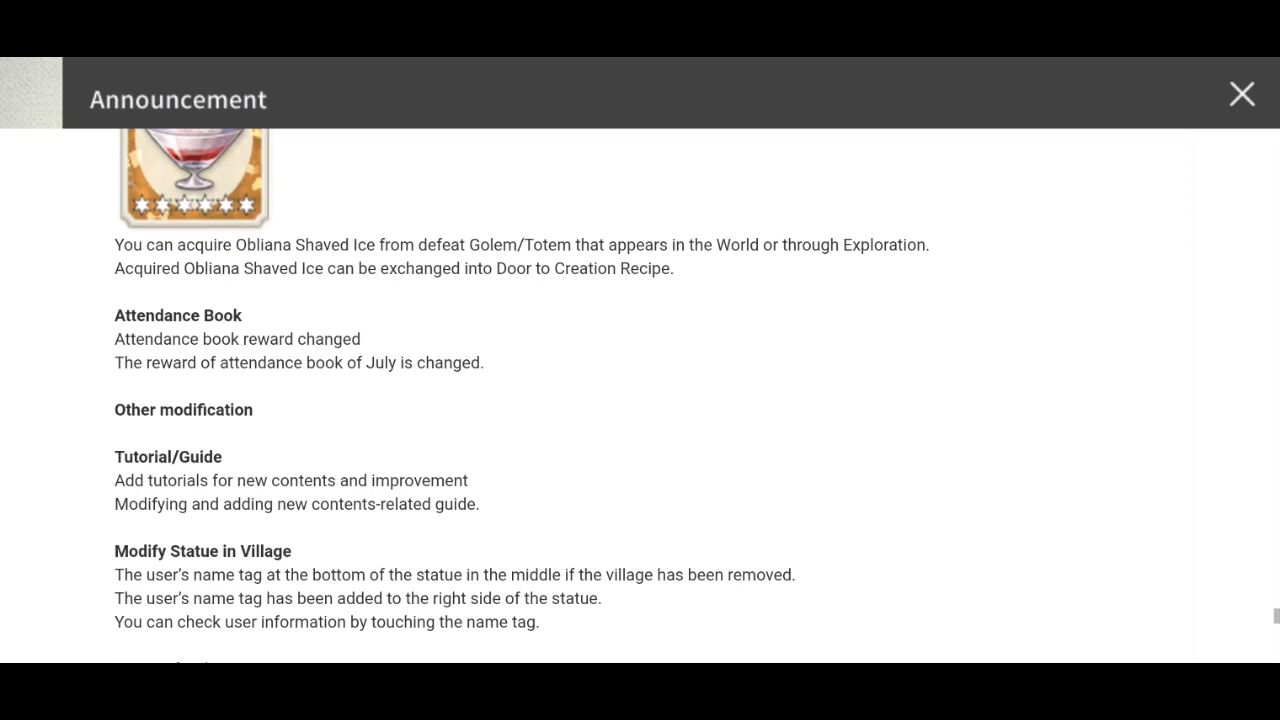 Announcement
You can acquire Obliana Shaved Ice from defeat Golem/Totem that appears in the World or through Exploration.
Acquired Obliana Shaved Ice can be exchanged into Door to Creation Recipe.
Attendance Book
Attendance book reward changed
The reward of attendance book of July is changed.
Other modification
Tutorial/Guide
Add tutorials for new contents and improvement
Modifying and adding new contents-related guide.
Modify Statue in Village
The user’s name tag at the bottom of the statue in the middle if the village has been removed.
The user’s name tag has been added to the right side of the statue.
You can check user information by touching the name tag.